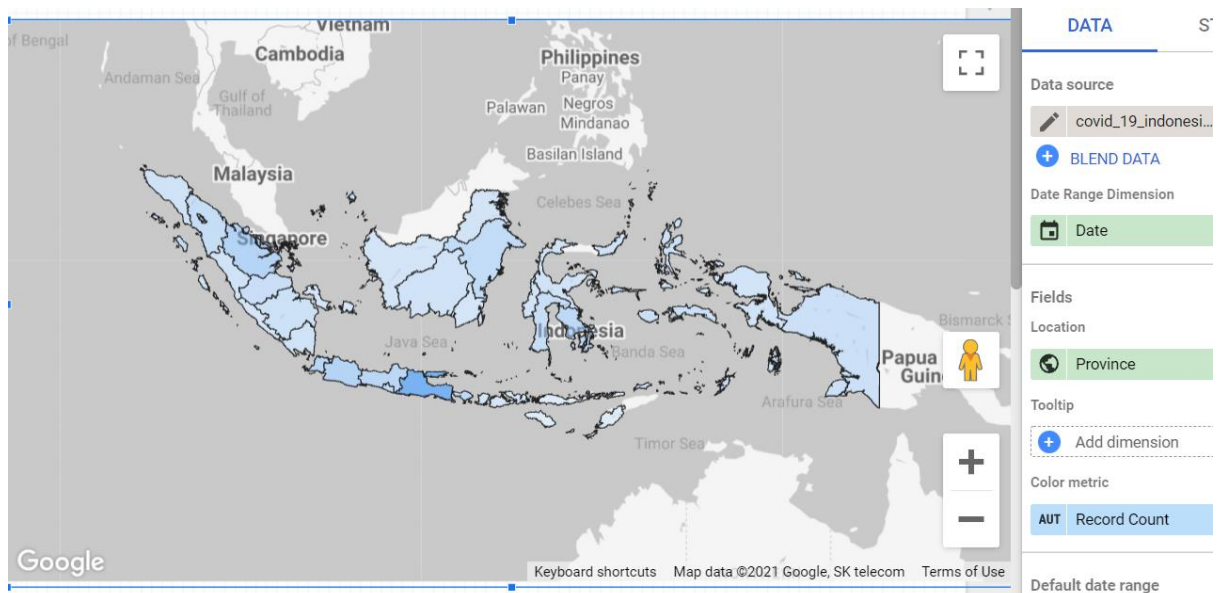 Vietnam
of Bengal
Cambodia
Philippines
Andaman Sea
Panay
Gulf of
Thailand
Palawan
Negros
Mindanao
Basilan Island
Malaysia
Celebes Sea
Singapore
Indonesia
Java Sea
Banda Sea
Bismarck
Papua
Guin
Arafura Sea
Timor Sea
Google
Keyboard shortcuts
Map data ©2021 Google, SK telecom
Terms of Use
DATA
ST
Data source
covid_19_indonesi...
BLEND DATA
Date Range Dimension
Date
Fields
Location
Province
Tooltip
Add dimension
Color metric
AUT Record Count
Default date range